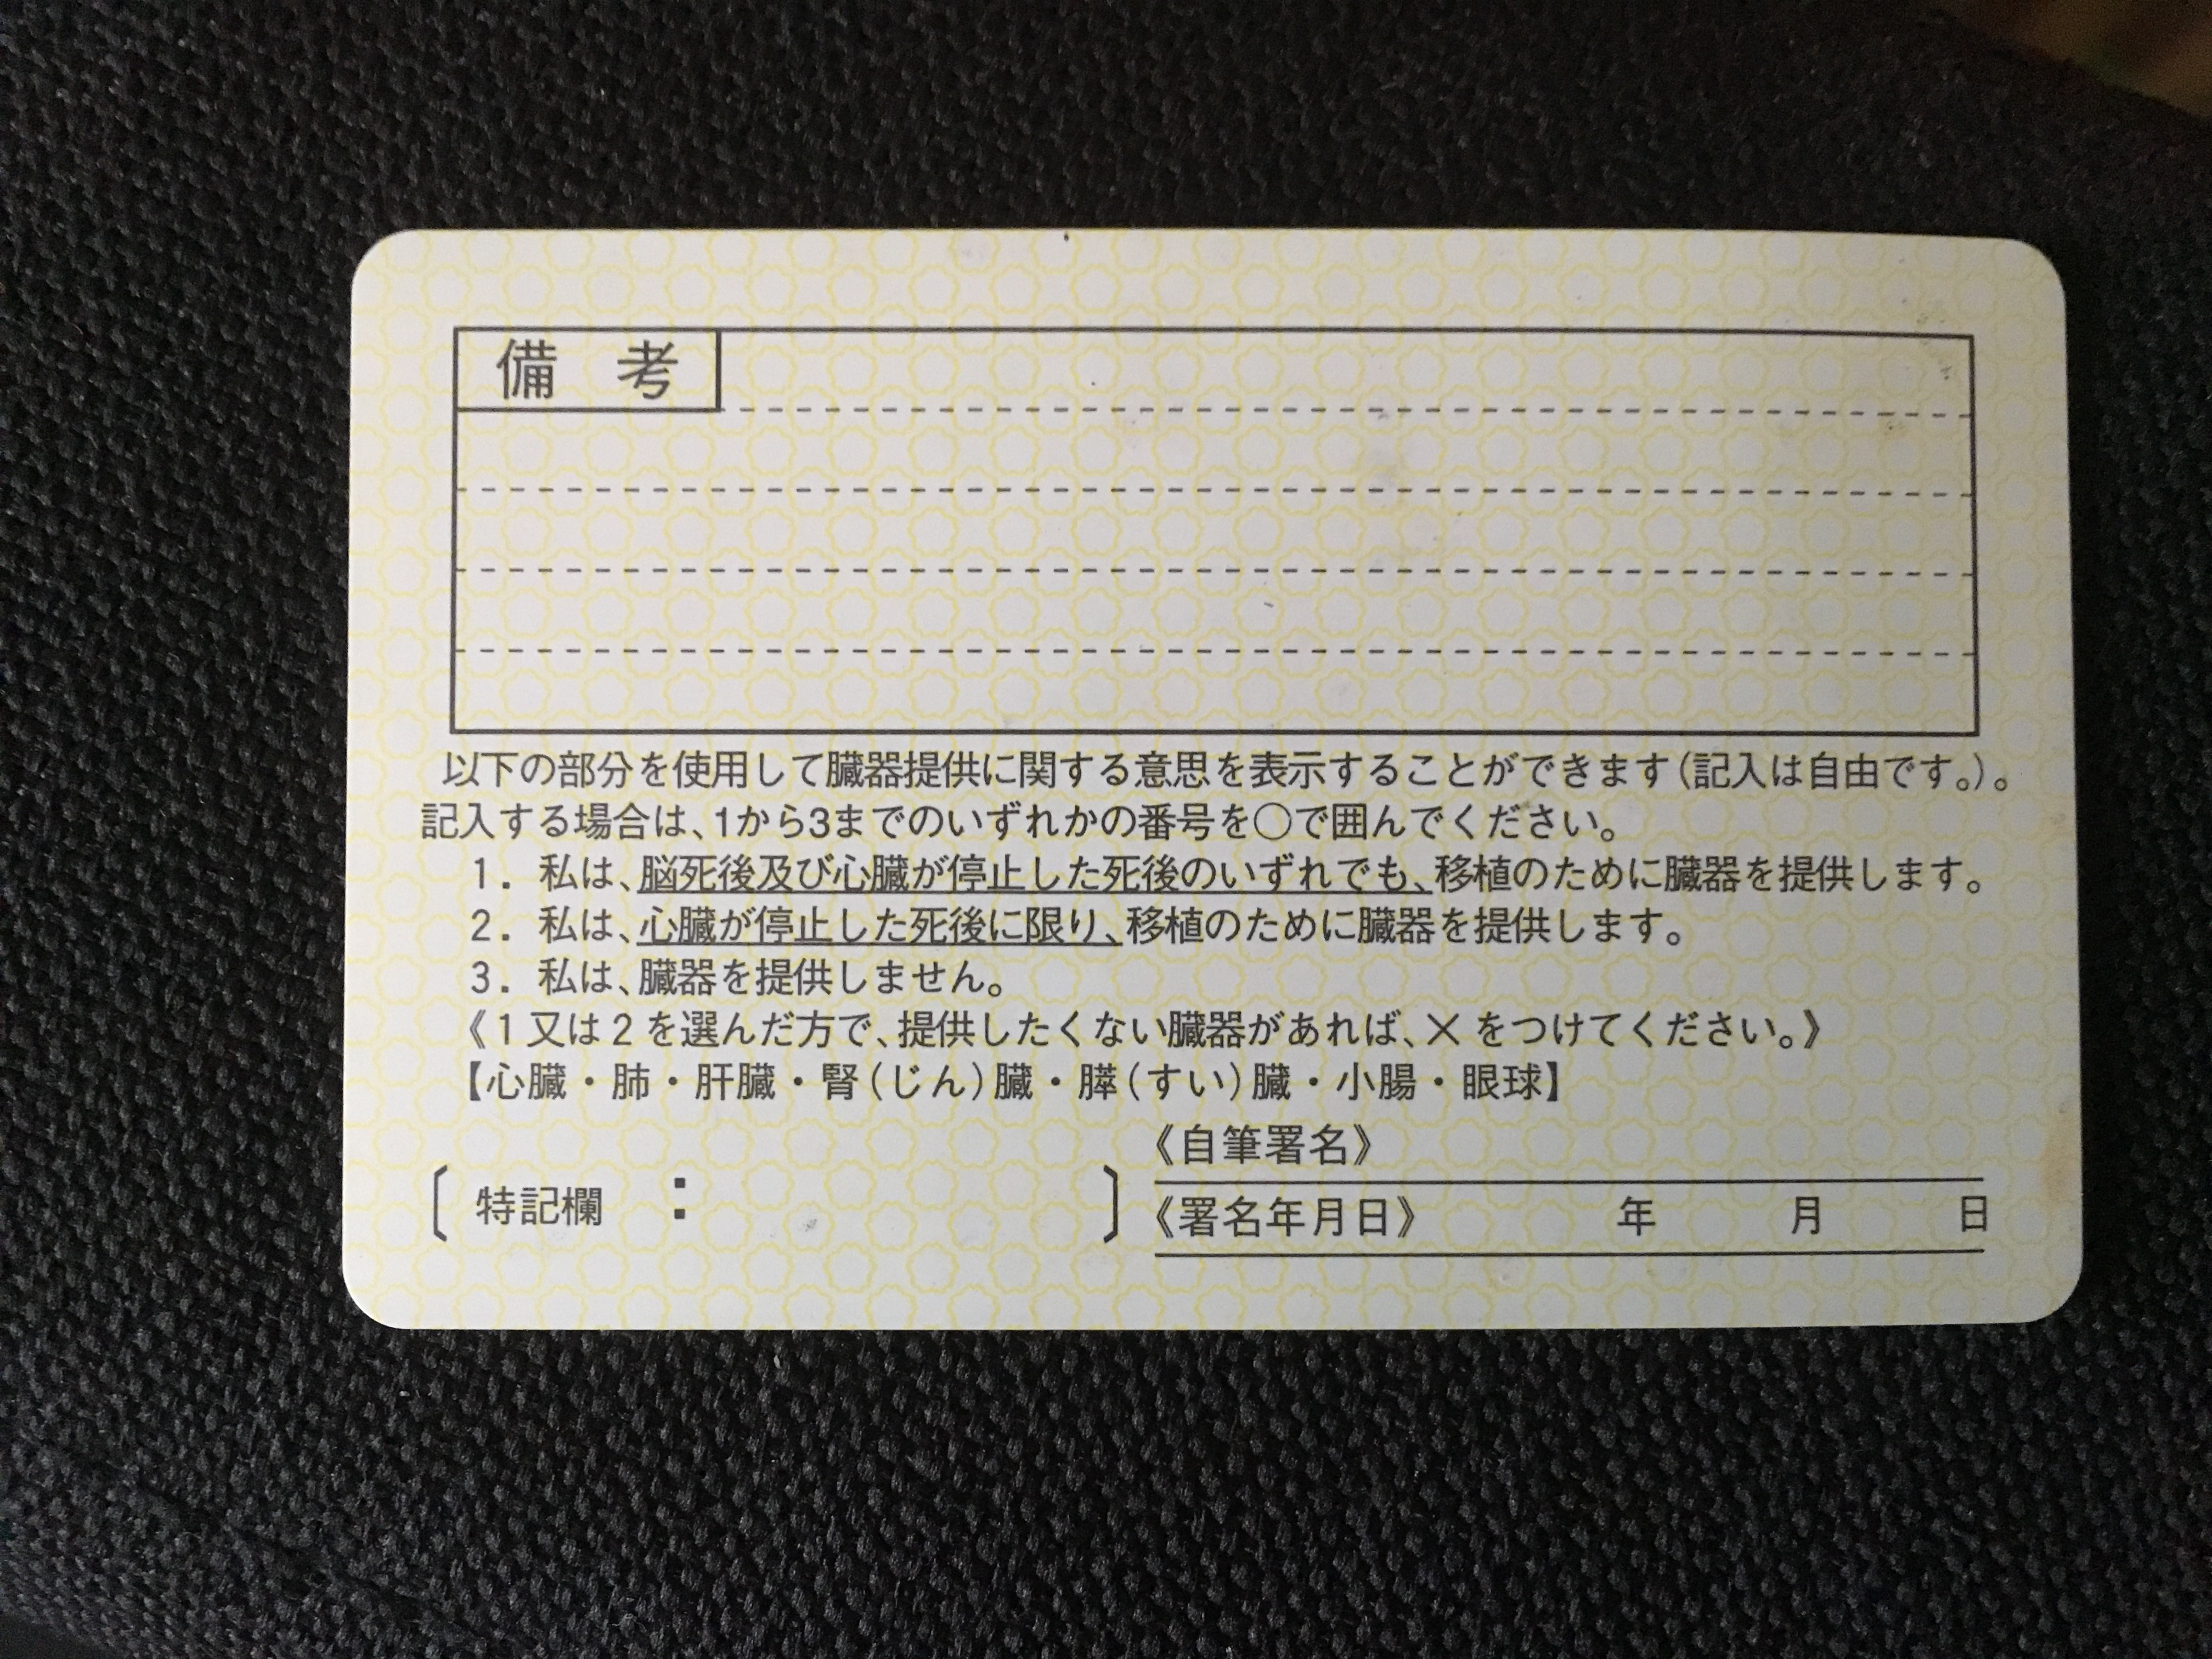 備考
以下の部分を使用して臓器提供に関する意思を表示することができます(記入は自由です。)。
記入する場合は、1から3までのいずれかの番号を○で囲んでください。
1. 私は、脳死後及び心臓が停止した死後のいずれでも、移植のために臓器を提供します。
2. 私は、心臓が停止した死後に限り、移植のために臓器を提供します。
3. 私は、臓器を提供しません。
《1又は2を選んだ方で、提供したくない臓器があれば、×をつけてください。》
【心臓・肺・肝臓・腎(じん)臓・膵(すい)臓・小腸・眼球】
《自筆署名》
〔特記欄: 〕
《署名年月日》 年 月 日